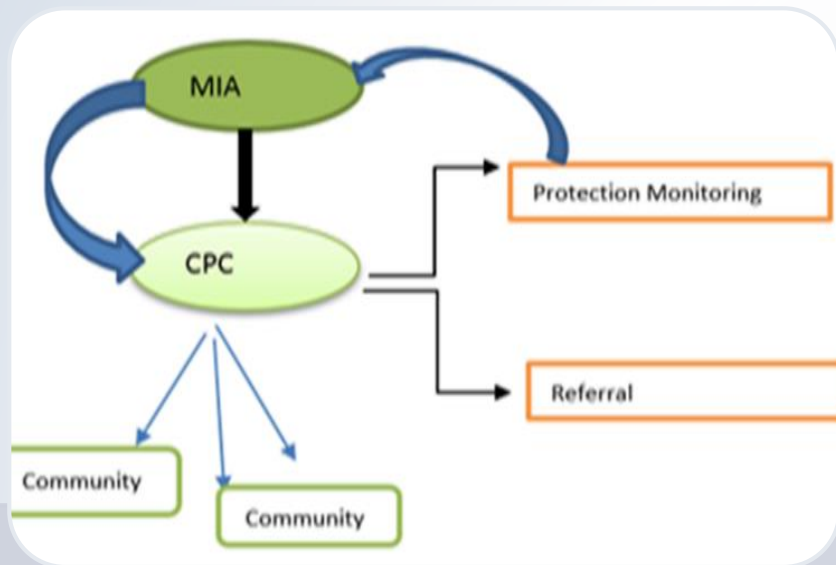 MIA
Protection Monitoring
CPC
Referral
Community
Community